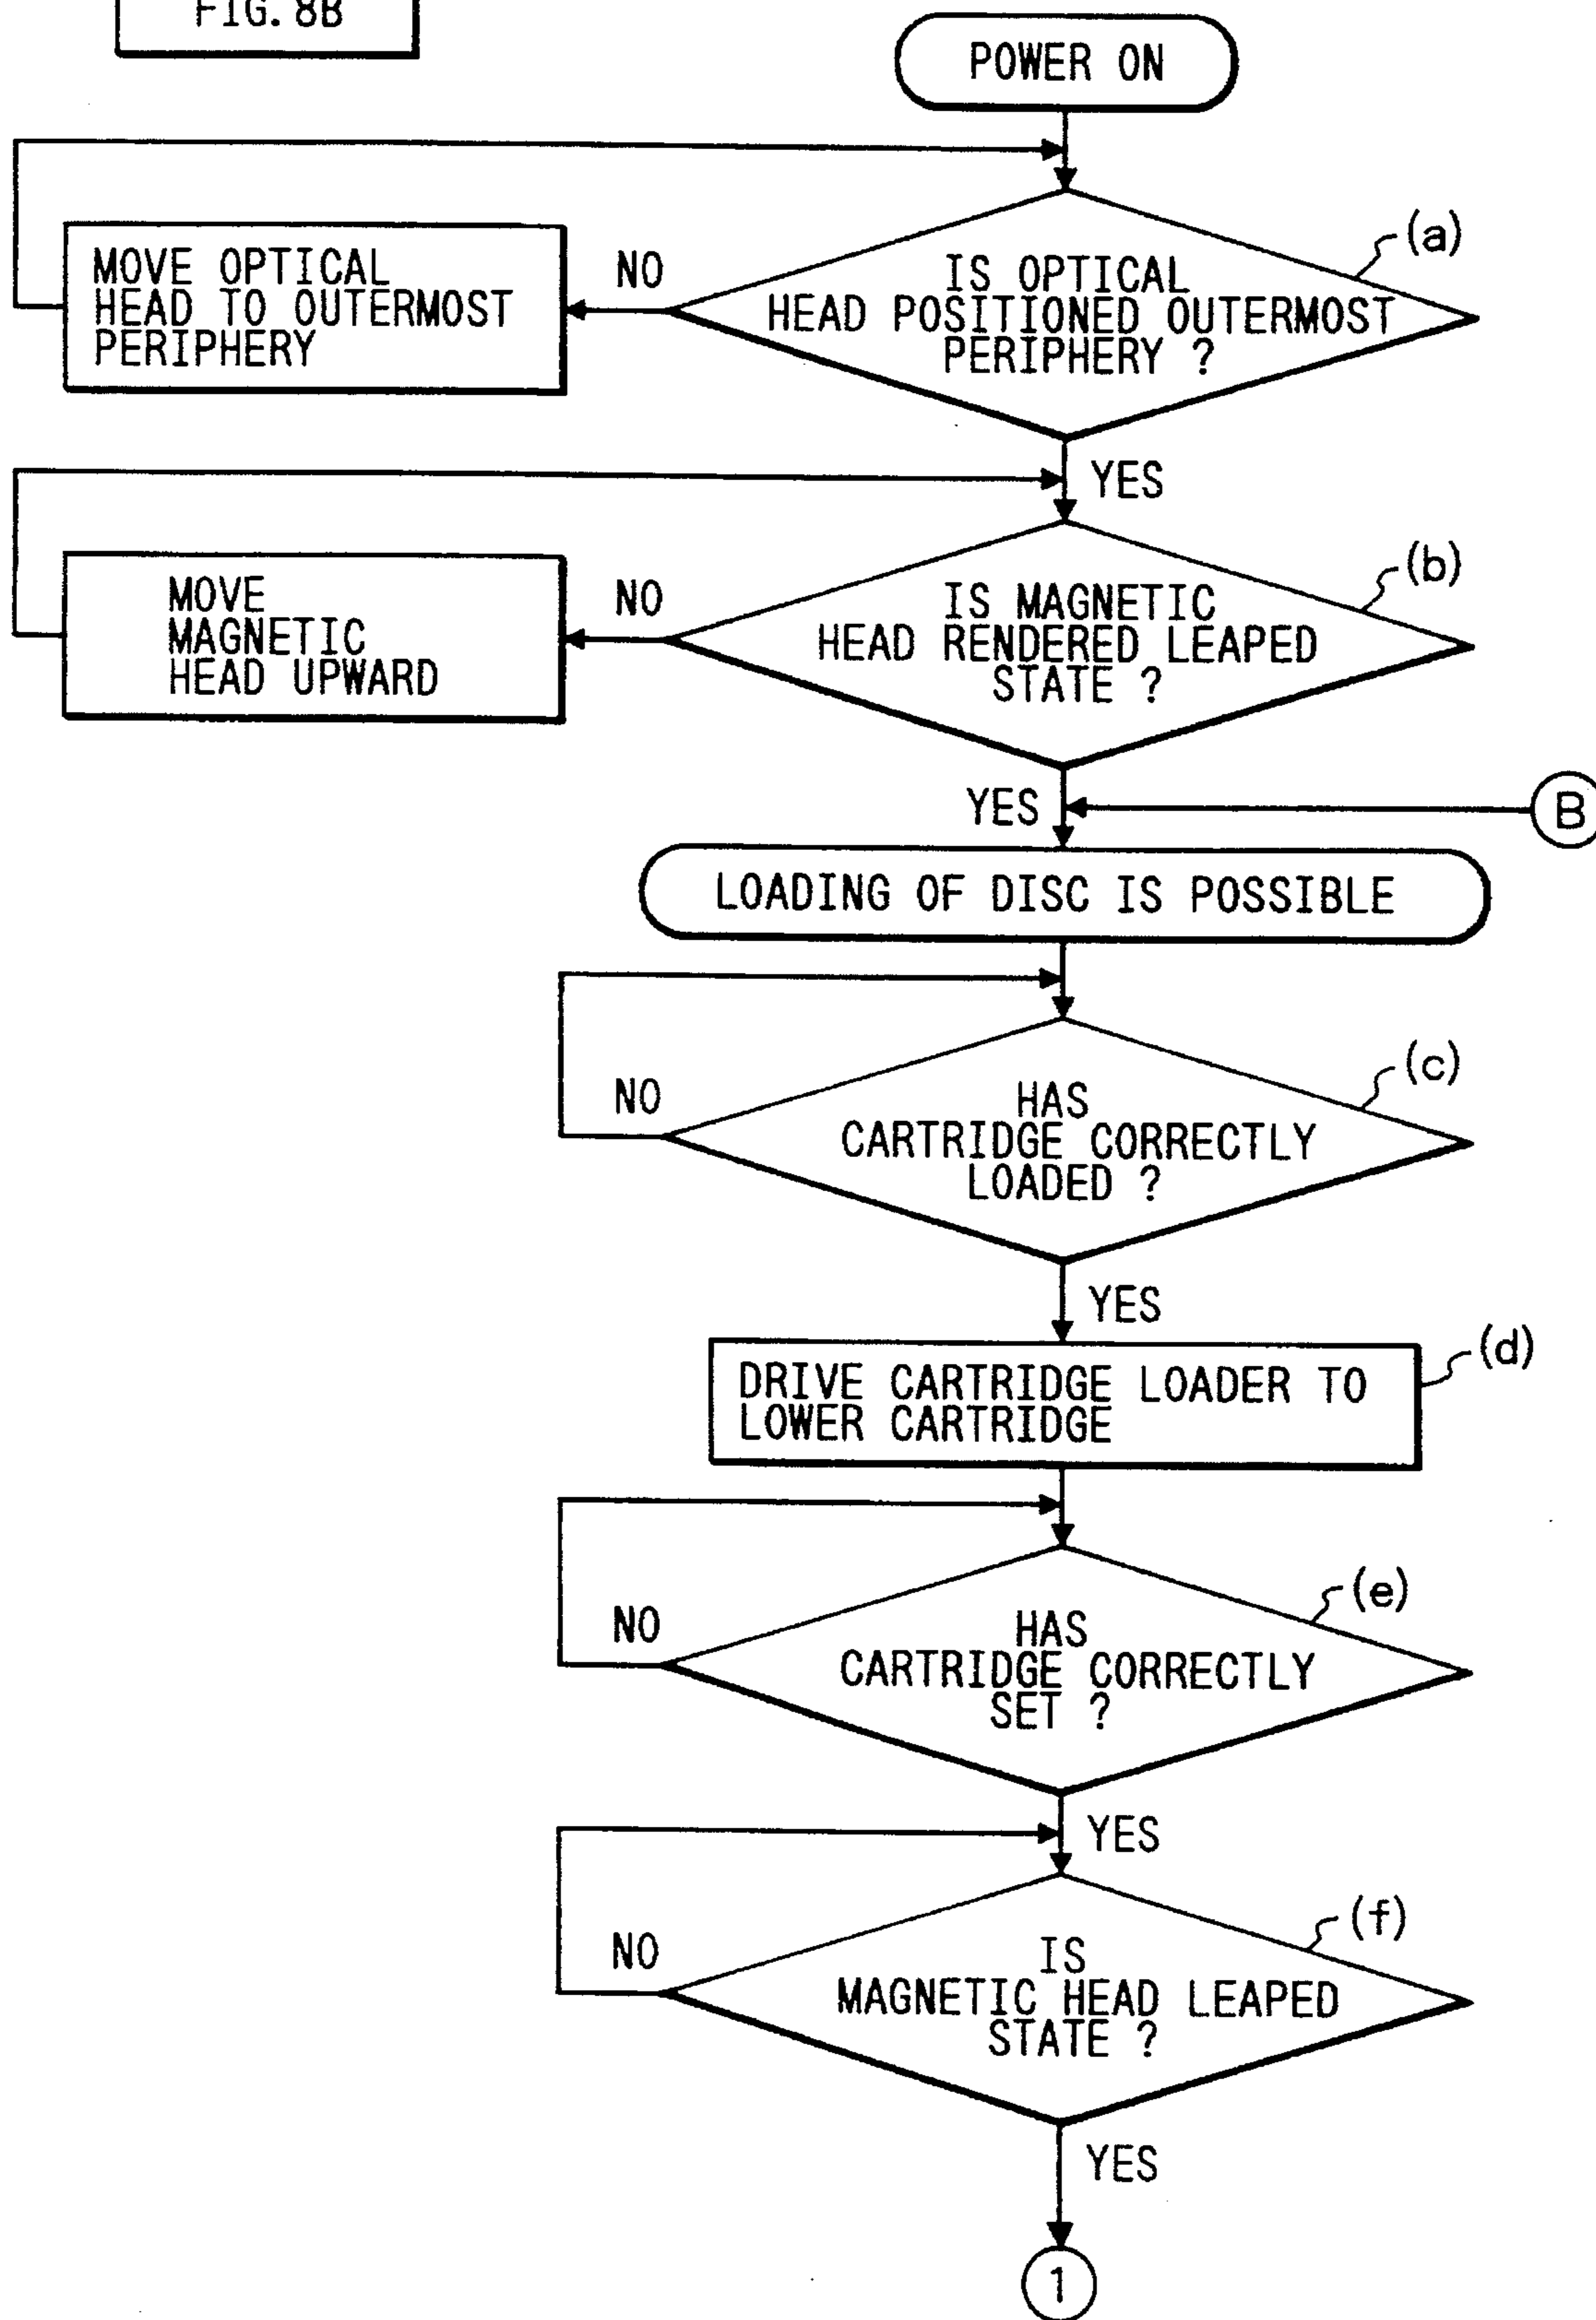 FIG. 8B
POWER ON
(a)
IS OPTICAL
HEAD POSITIONED OUTERMOST
PERIPHERY ?
NO
MOVE OPTICAL
HEAD TO OUTERMOST
PERIPHERY
YES
(b)
IS MAGNETIC
HEAD RENDERED LEAPED
STATE ?
NO
MOVE
MAGNETIC
HEAD UPWARD
YES
B
LOADING OF DISC IS POSSIBLE
(c)
HAS
CARTRIDGE CORRECTLY
LOADED ?
NO
YES
(d)
DRIVE CARTRIDGE LOADER TO
LOWER CARTRIDGE
(e)
HAS
CARTRIDGE CORRECTLY
SET ?
NO
YES
(f)
IS
MAGNETIC HEAD LEAPED
STATE ?
NO
YES
1